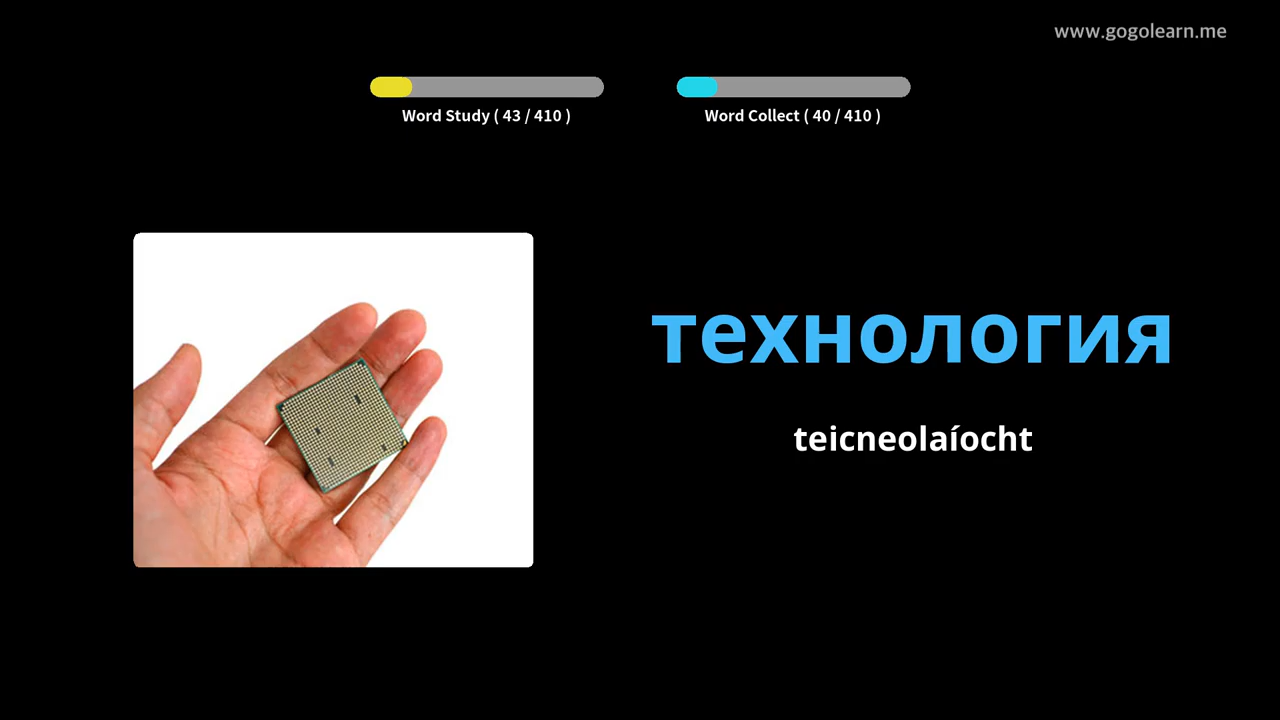 www.gogolearn.me
Word Study ( 43 / 410 )
Word Collect ( 40 / 410 )
технология
teicneolaíocht